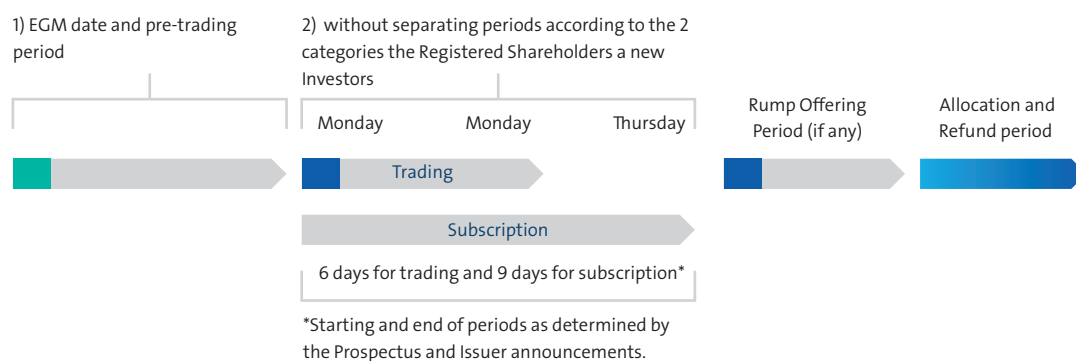 1) EGM date and pre-trading
period
2) without separating periods according to the 2
categories the Registered Shareholders a new
Investors
Monday Monday Thursday
Rump Offering
Period (if any)
Allocation and
Refund period
Trading
Subscription
6 days for trading and 9 days for subscription*
*Starting and end of periods as determined by
the Prospectus and Issuer announcements.